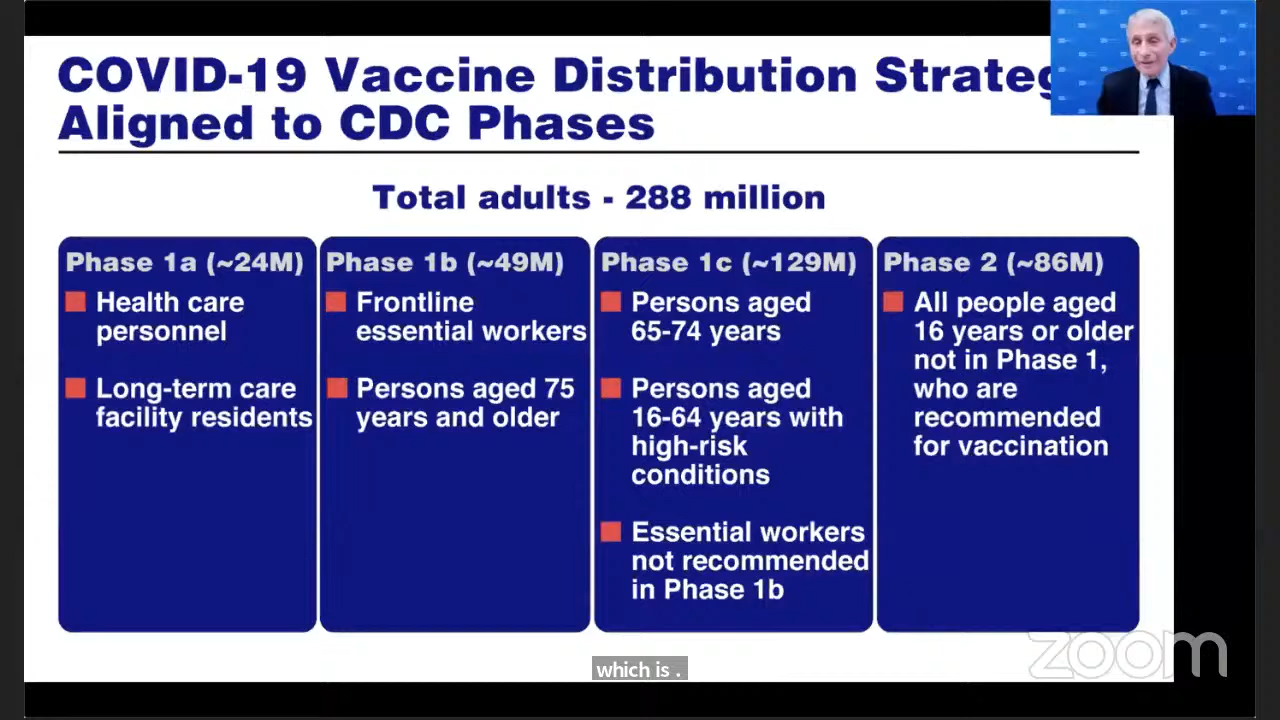 COVID-19 Vaccine Distribution Strateg
Aligned to CDC Phases
Total adults - 288 million
Phase 1a (~24M)
Health care
personnel
Long-term care
facility residents
Phase 1b (~49M)
Frontline
essential workers
Persons aged 75
years and older
Phase 1c (~129M)
Persons aged
65-74 years
Persons aged
16-64 years with
high-risk
conditions
Essential workers
not recommended
in Phase 1b
Phase 2 (~86M)
All people aged
16 years or older
not in Phase 1,
who are
recommended
for vaccination
zoom
which is .